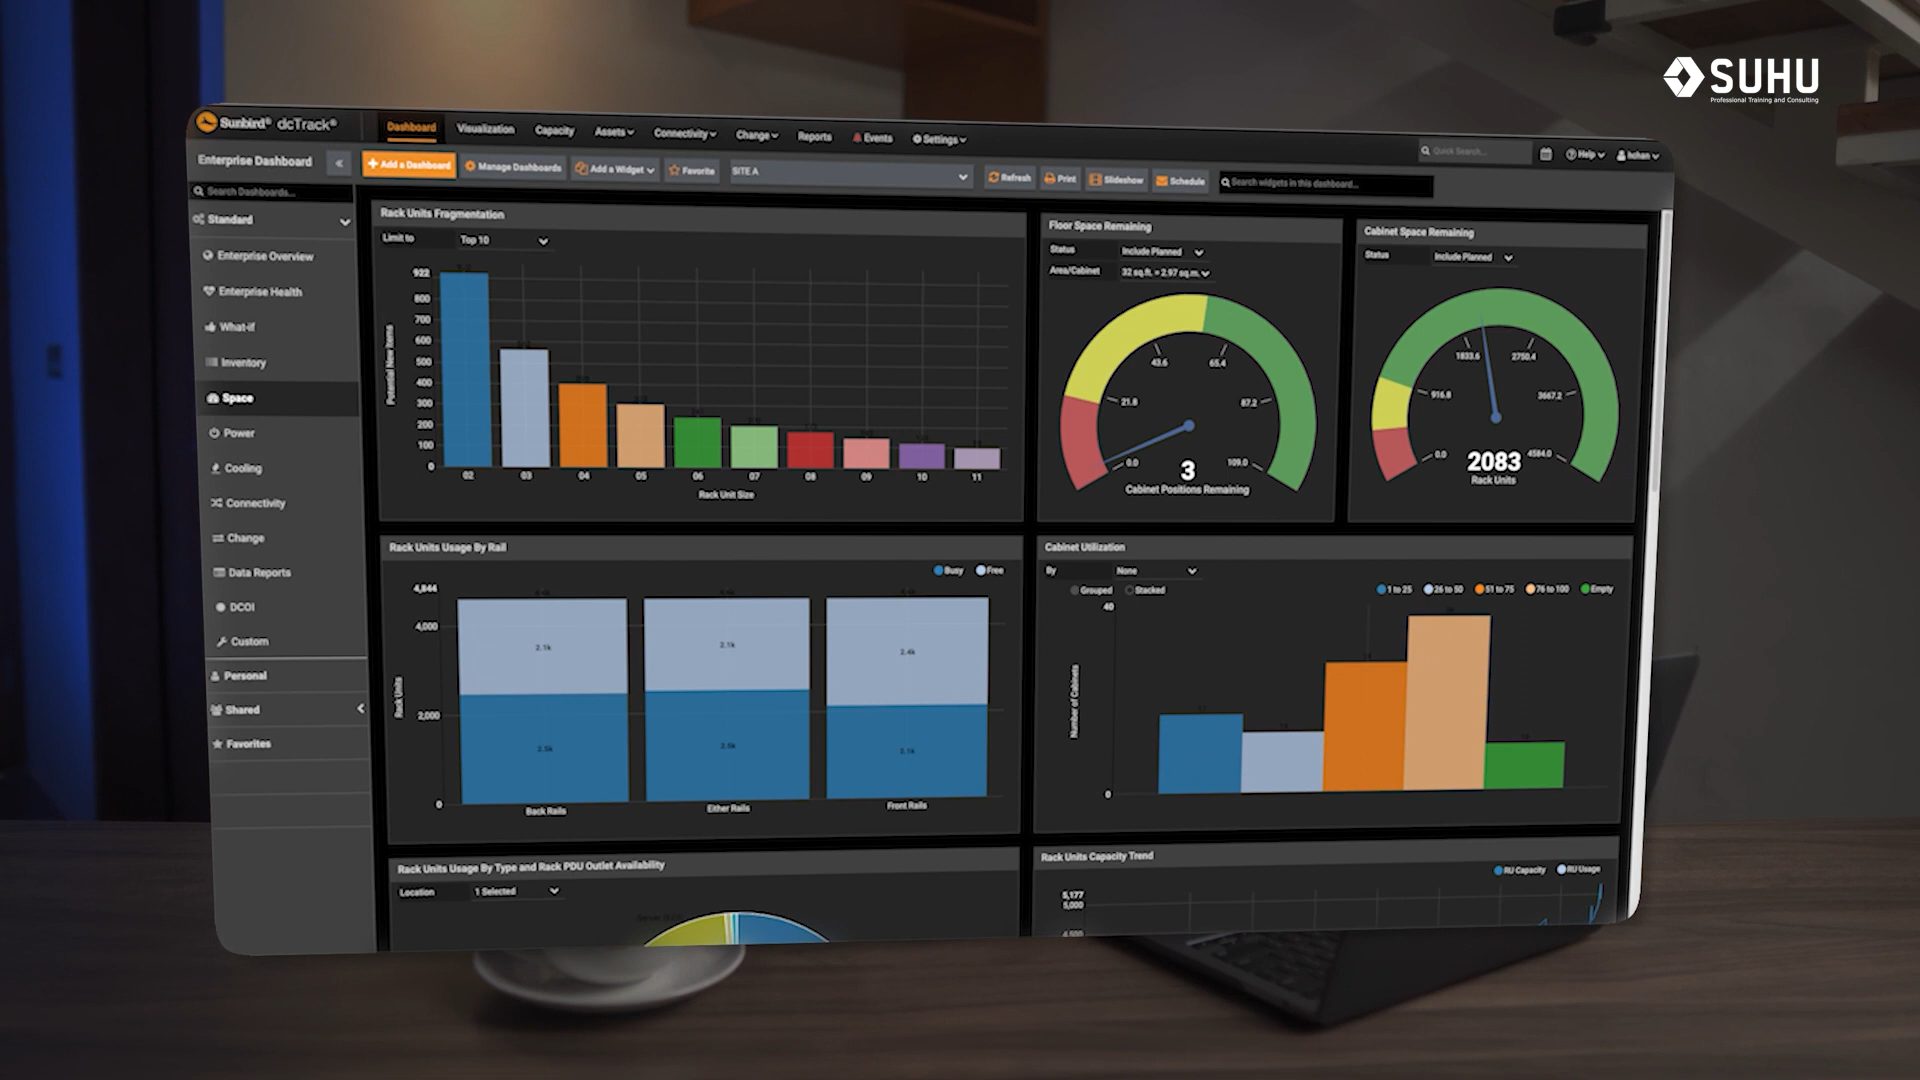 SUHU
Professional Training and Consulting
Sunbird® dcTrack®
Dashboard Visualization Capacity Assets Connectivity Change Reports Events Settings
Quick Search...
Help hchan
Enterprise Dashboard «
Add a Dashboard Manage Dashboards Add a Widget Favorite SITE A Refresh Print Slideshow Schedule Search widgets in this dashboard...
Search Dashboards...
Standard
Enterprise Overview
Enterprise Health
What-if
Inventory
Space
Power
Cooling
Connectivity
Change
Data Reports
DCOI
Custom
Personal
Shared
Favorites
Rack Units Fragmentation
Limit to Top 10
Potential New Items
922
800
700
600
500
400
300
200
100
0
02 03 04 05 06 07 08 09 10 11
Rack Unit Size
Floor Space Remaining
Status Include Planned
Area/Cabinet 32 sq.ft. = 2.97 sq.m.
0.0 21.8 43.6 65.4 87.2 109.0
3
Cabinet Positions Remaining
Cabinet Space Remaining
Status Include Planned
0.0 916.8 1833.6 2750.4 3667.2 4584.0
2083
Rack Units
Rack Units Usage By Rail
Busy Free
Rack Units
4,844
4,000
2,000
0
2.1k 2.1k 2.4k
2.5k 2.5k 2.1k
Back Rails Either Rails Front Rails
Cabinet Utilization
By None
Grouped Stacked
1 to 25 26 to 50 51 to 75 76 to 100 Empty
Number of Cabinets
40
0
Rack Units Usage By Type and Rack PDU Outlet Availability
Location 1 Selected
Rack Units Capacity Trend
RU Capacity RU Usage
5,177
5,000
4,500